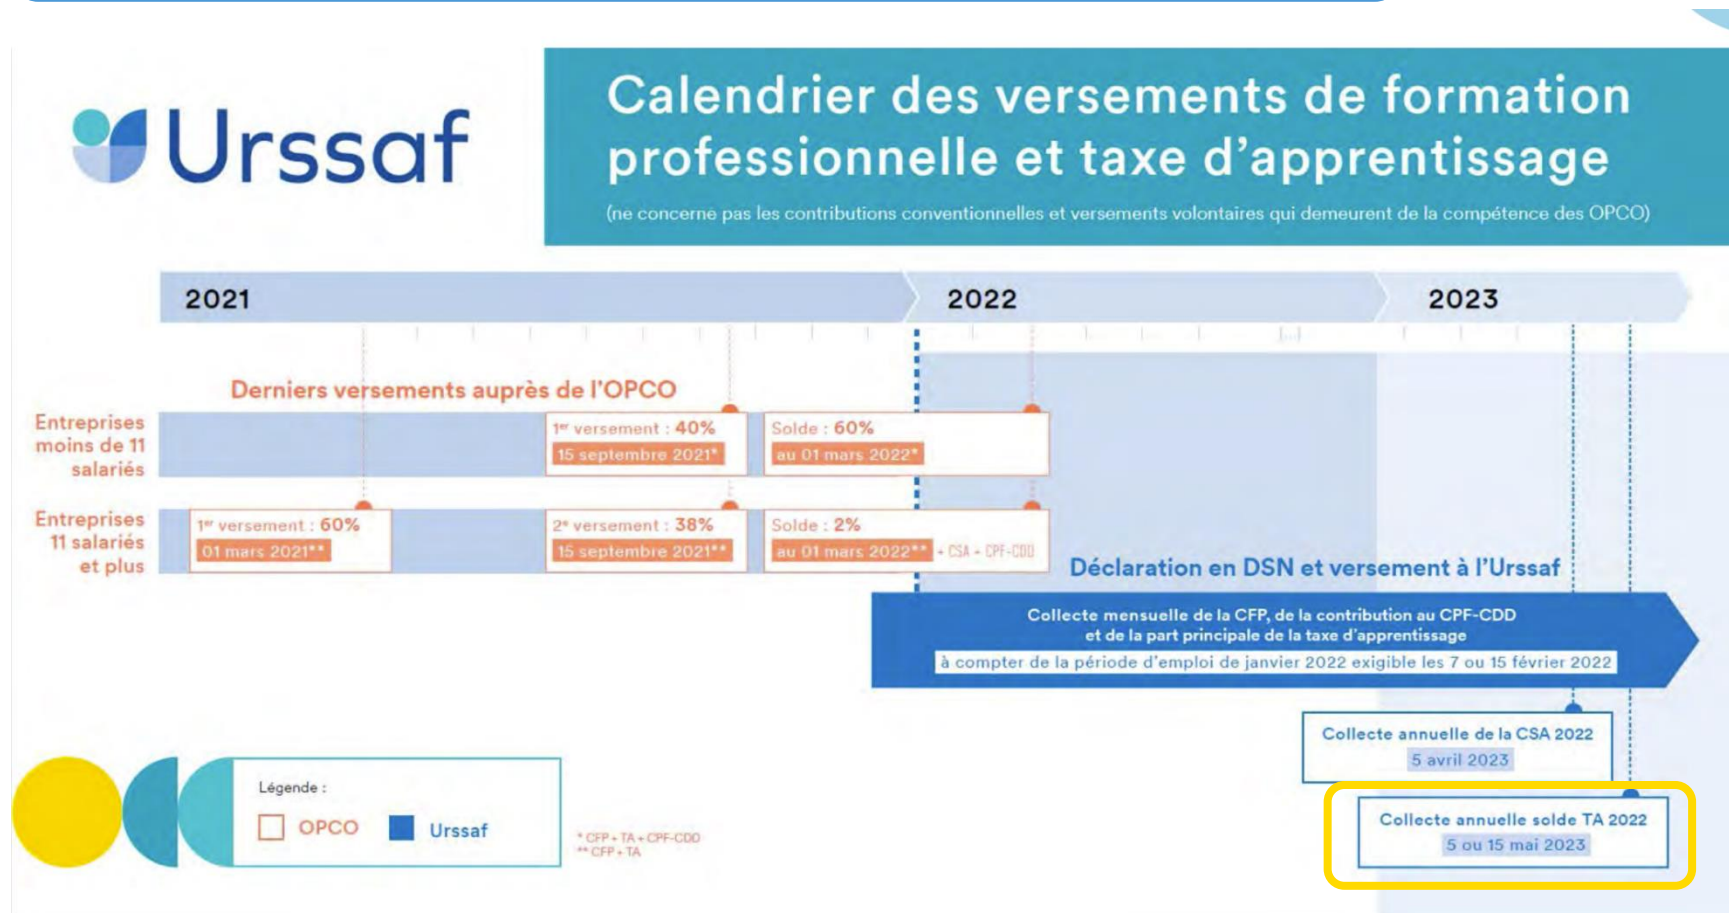 Urssaf
Calendrier des versements de formation
professionnelle et taxe d'apprentissage
(ne concerne pas les contributions conventionnelles et versements volontaires qui demeurent de la compétence des OPCO)
2021
2022
2023
Derniers versements auprès de l'OPCO
Entreprises
moins de 11
salariés
1er versement : 40%
15 septembre 2021*
Solde : 60%
au 01 mars 2022*
Entreprises
11 salariés
et plus
1er versement : 60%
01 mars 2021**
2e versement : 38%
15 septembre 2021**
Solde : 2%
au 01 mars 2022** + CSA + CPF-CDD
Déclaration en DSN et versement à l'Urssaf
Collecte mensuelle de la CFP, de la contribution au CPF-CDD
et de la part principale de la taxe d'apprentissage
à compter de la période d'emploi de janvier 2022 exigible les 7 ou 15 février 2022
Collecte annuelle de la CSA 2022
5 avril 2023
Collecte annuelle solde TA 2022
5 ou 15 mai 2023
Légende :
OPCO
Urssaf
* CFP + TA + CPF-CDD
** CFP + TA